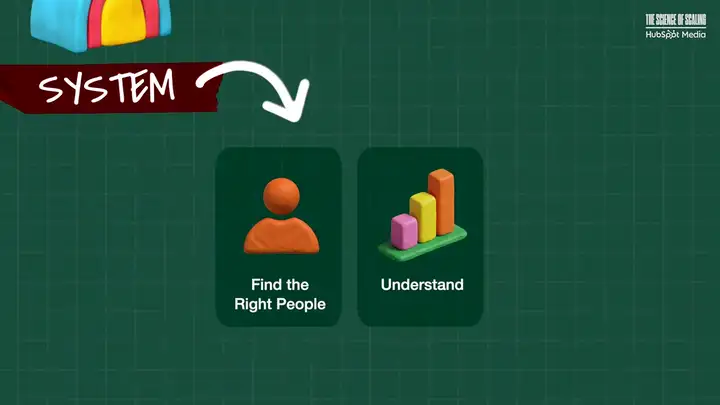 THE SCIENCE OF SCALING
HubSpot Media
SYSTEM
Find the
Right People
Understand